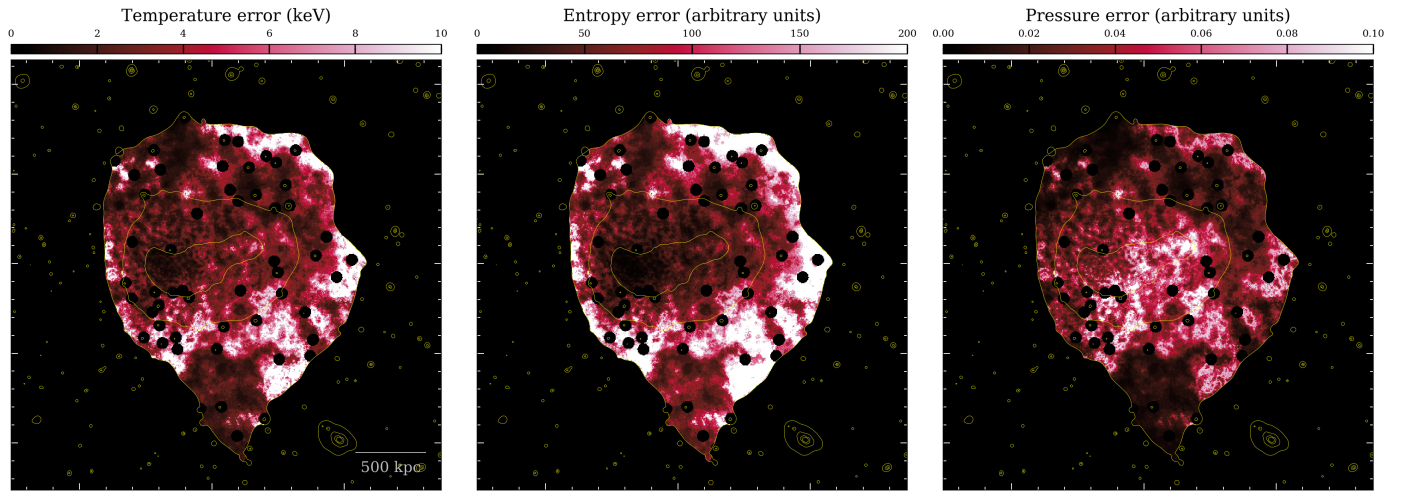 Temperature error (keV)
0 2 4 6 8 10
Entropy error (arbitrary units)
0 50 100 150 200
Pressure error (arbitrary units)
0.00 0.02 0.04 0.06 0.08 0.10
500 kpc